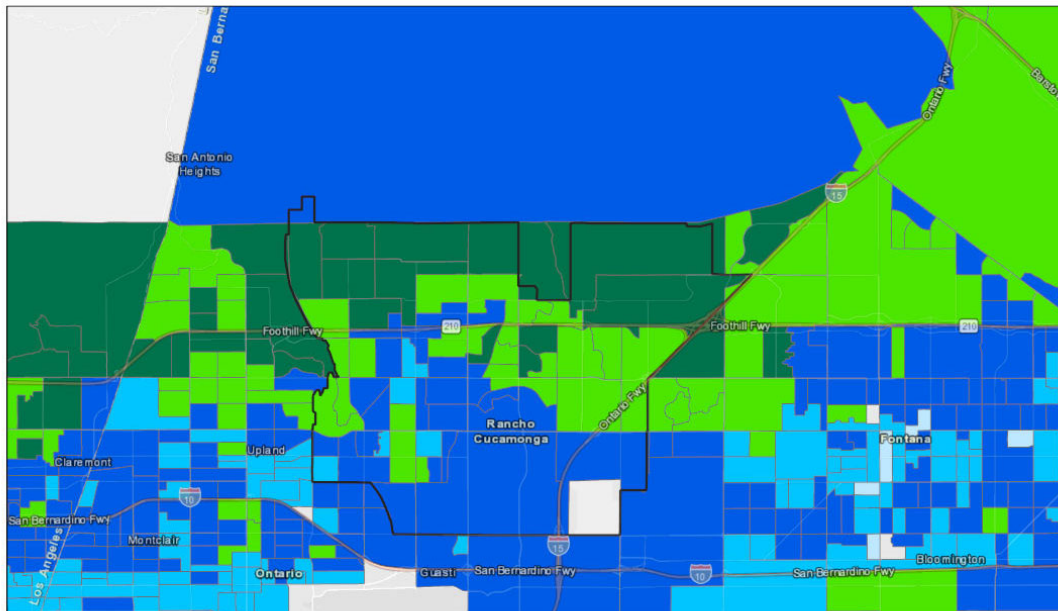 San Berna
Ontario Fwy
Barsto
San Antonio
Heights
15
Foothill Fwy
210
Foothill Fwy
210
Ontario Fwy
Rancho
Cucamonga
Fontana
Upland
Claremont
10
San Bernardino Fwy
Montclair
Los Angeles
15
Bloomington
Ontario
Guasti
San Bernardino Fwy
10
San Bernardino Fwy